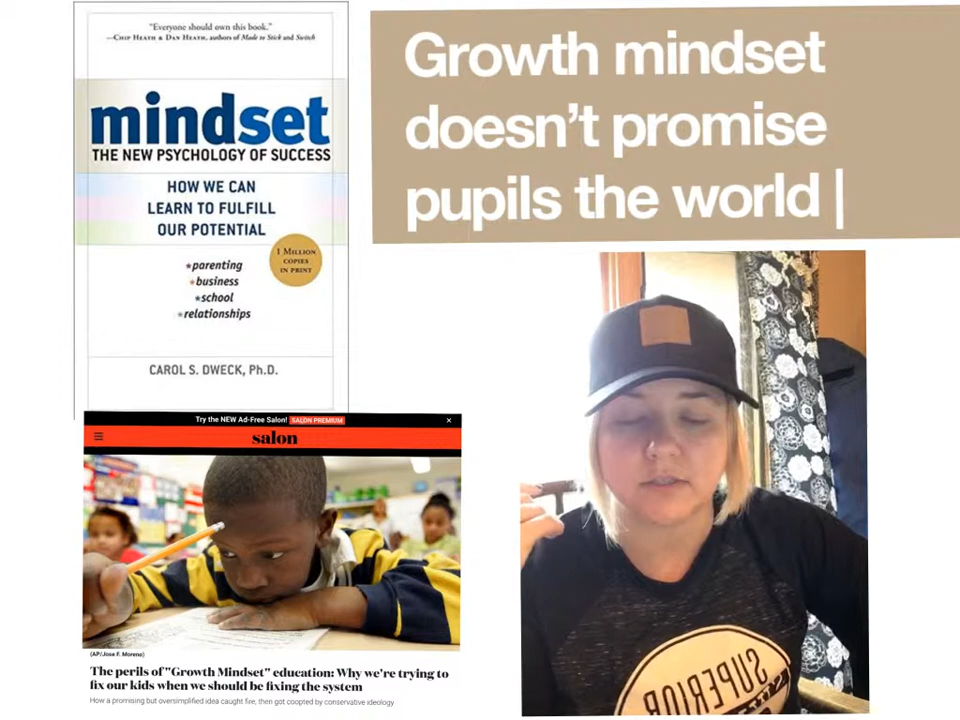 "Everyone should own this book."
—CHIP HEATH & DAN HEATH, authors of Made to Stick and Switch
mindset
THE NEW PSYCHOLOGY OF SUCCESS
HOW WE CAN
LEARN TO FULFILL
OUR POTENTIAL
*parenting
*business
*school
*relationships
1 MILLION
COPIES
IN PRINT
CAROL S. DWECK, Ph.D.
Growth mindset
doesn't promise
pupils the world |
Try the NEW Ad-Free Salon! SALON PREMIUM ×
salon
(AP/Jose F. Moreno)
The perils of "Growth Mindset" education: Why we're trying to
fix our kids when we should be fixing the system
How a promising but oversimplified idea caught fire, then got coopted by conservative ideology
SUPERIOR